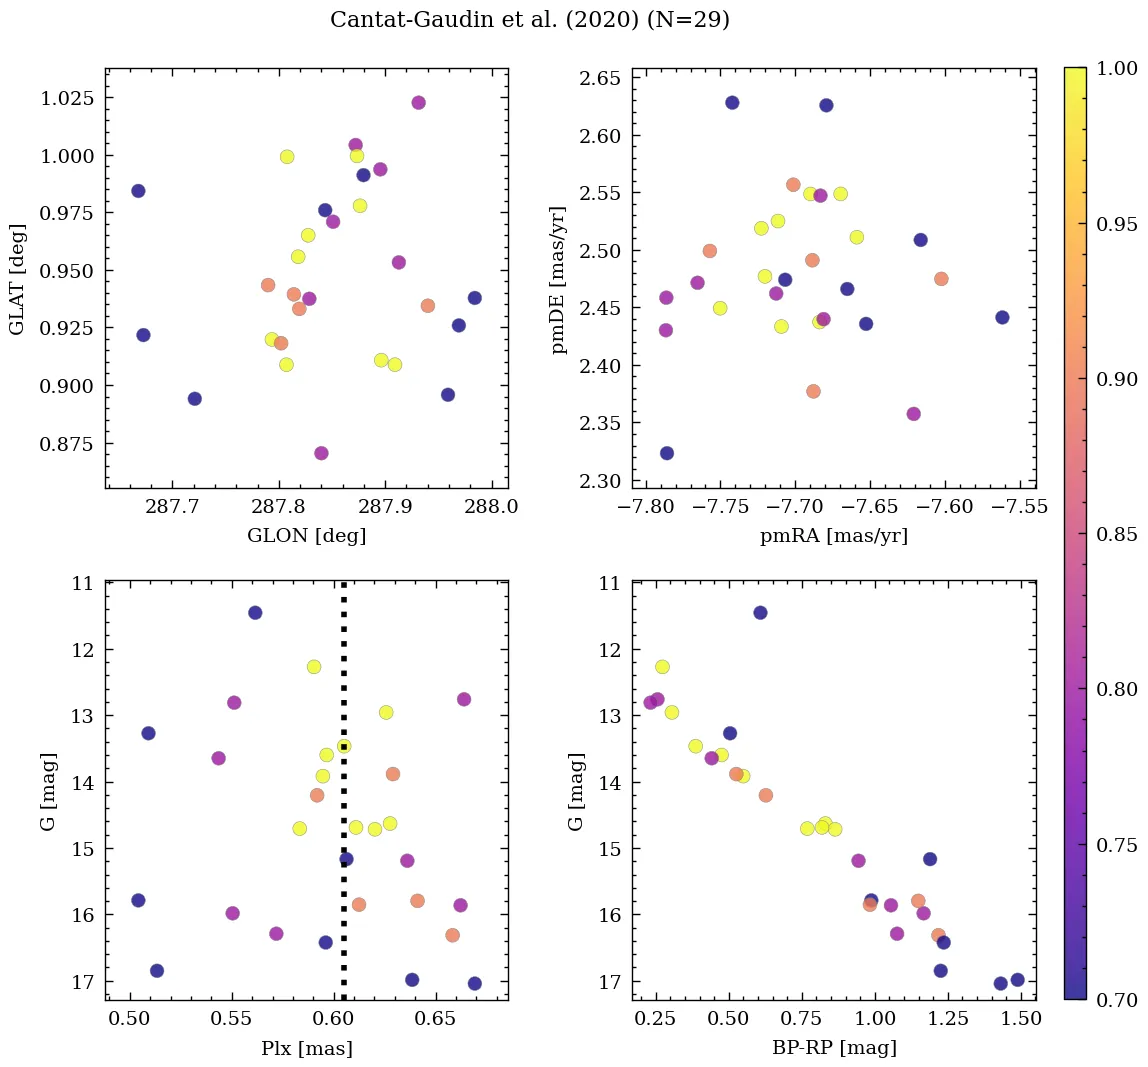 Cantat-Gaudin et al. (2020) (N=29)
1.025
1.000
0.975
0.950
0.925
0.900
0.875
GLAT [deg]
287.7 287.8 287.9 288.0
GLON [deg]
2.65
2.60
2.55
2.50
2.45
2.40
2.35
2.30
pmDE [mas/yr]
−7.80 −7.75 −7.70 −7.65 −7.60 −7.55
pmRA [mas/yr]
11
12
13
14
15
16
17
G [mag]
0.50 0.55 0.60 0.65
Plx [mas]
11
12
13
14
15
16
17
G [mag]
0.25 0.50 0.75 1.00 1.25 1.50
BP-RP [mag]
1.00
0.95
0.90
0.85
0.80
0.75
0.70